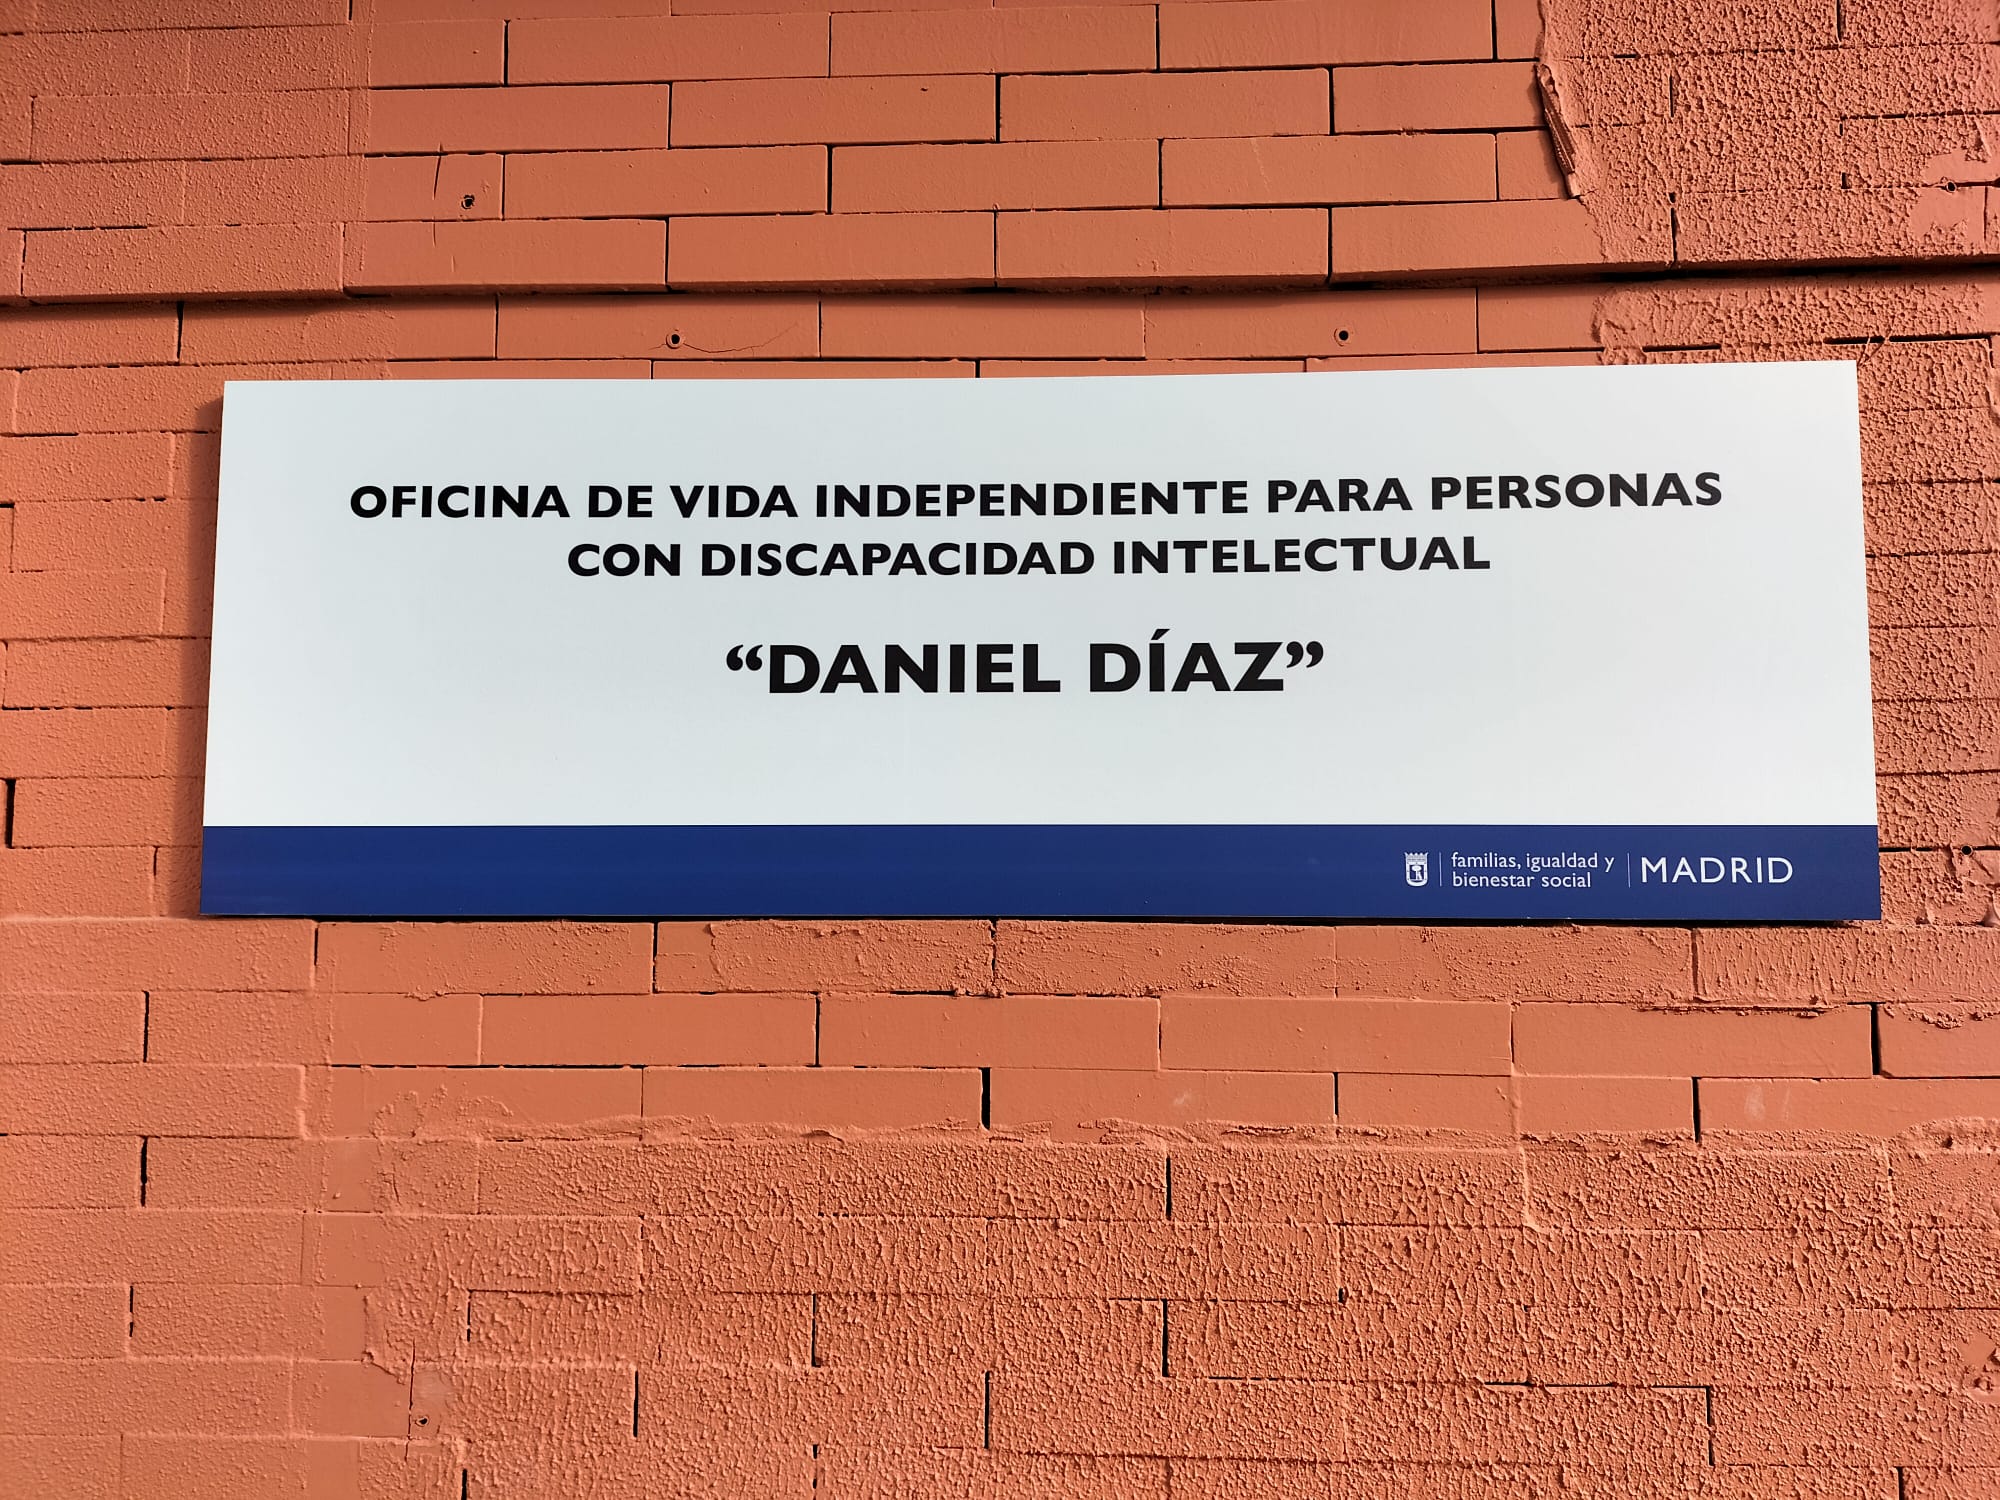 OFICINA DE VIDA INDEPENDIENTE PARA PERSONAS
CON DISCAPACIDAD INTELECTUAL
“DANIEL DÍAZ”
familias, igualdad y
bienestar social
MADRID